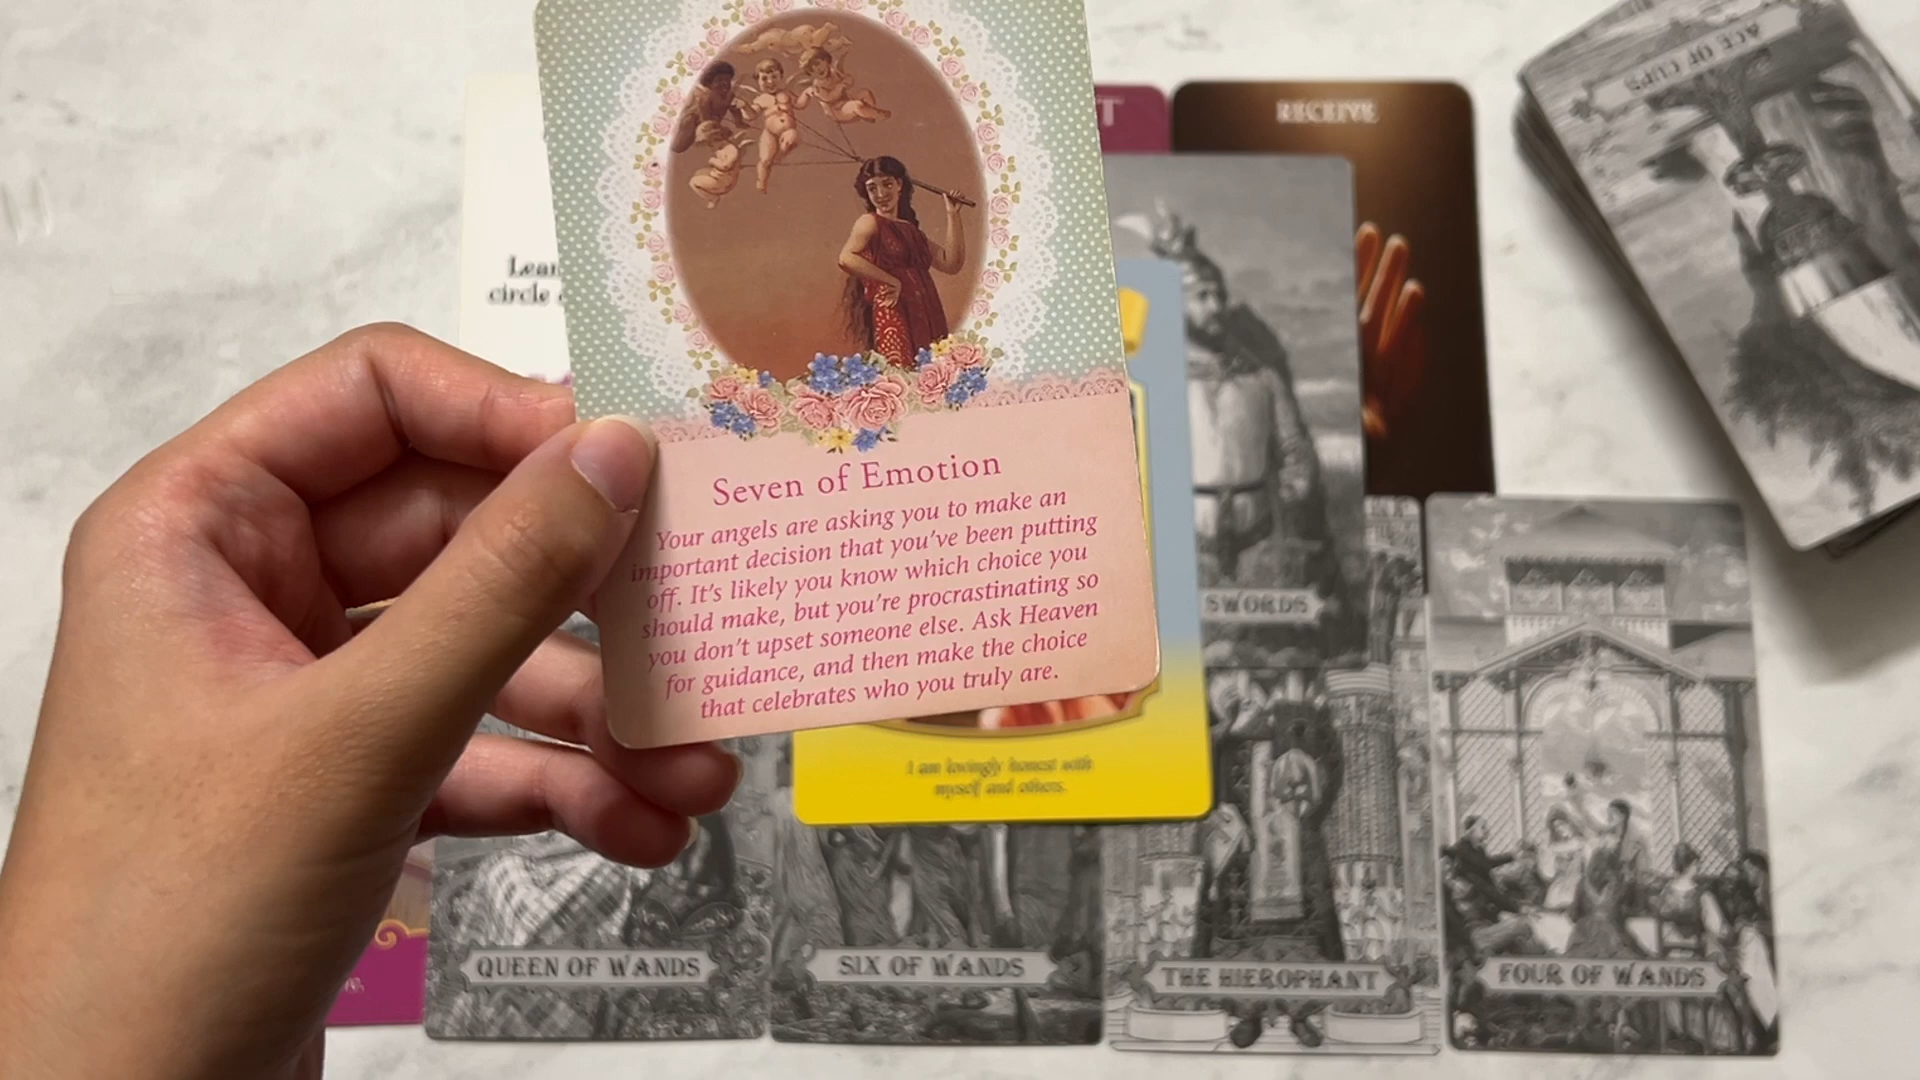 ACE OF CUPS
T
RECEIVE
Lear
circle
Seven of Emotion
Your angels are asking you to make an
important decision that you've been putting
off. It's likely you know which choice you
should make, but you're procrastinating so
you don't upset someone else. Ask Heaven
for guidance, and then make the choice
that celebrates who you truly are.
SWORDS
I am lovingly honest with
myself and others.
QUEEN OF WANDS
SIX OF WANDS
THE HIEROPHANT
FOUR OF WANDS